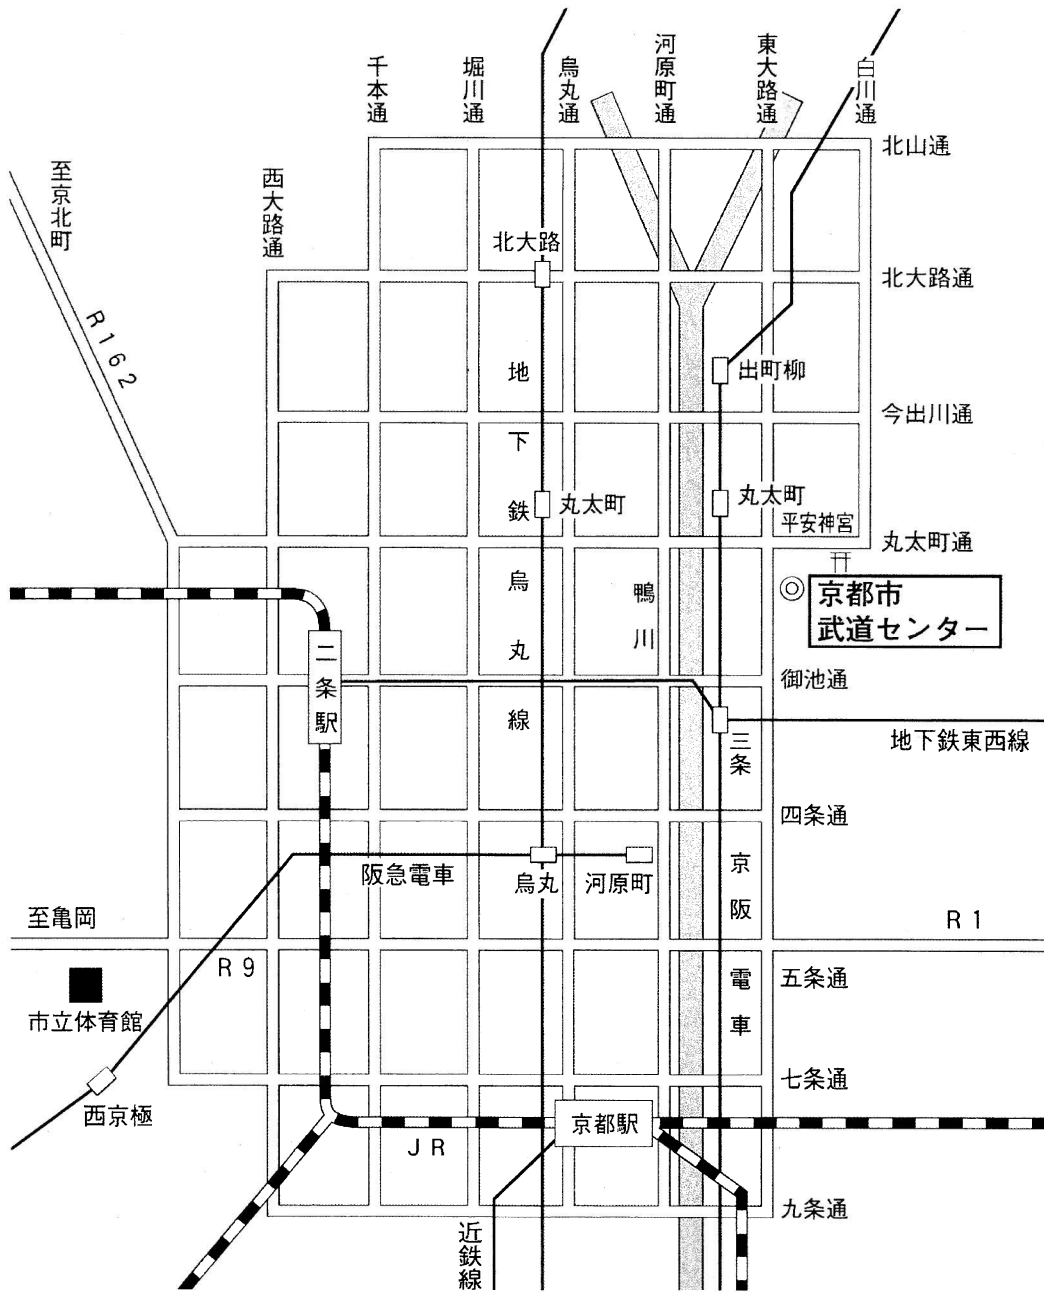 千本通
堀川通
烏丸通
河原町通
東大路通
白川通
北山通
至京北町
西大路通
北大路
北大路通
R162
地下鉄烏丸線
出町柳
今出川通
丸太町
丸太町
平安神宮
丸太町通
京都市
武道センター
鴨川
二条駅
御池通
三条
地下鉄東西線
四条通
阪急電車
烏丸
河原町
京阪電車
至亀岡
R1
R9
五条通
市立体育館
七条通
西京極
JR
京都駅
九条通
近鉄線